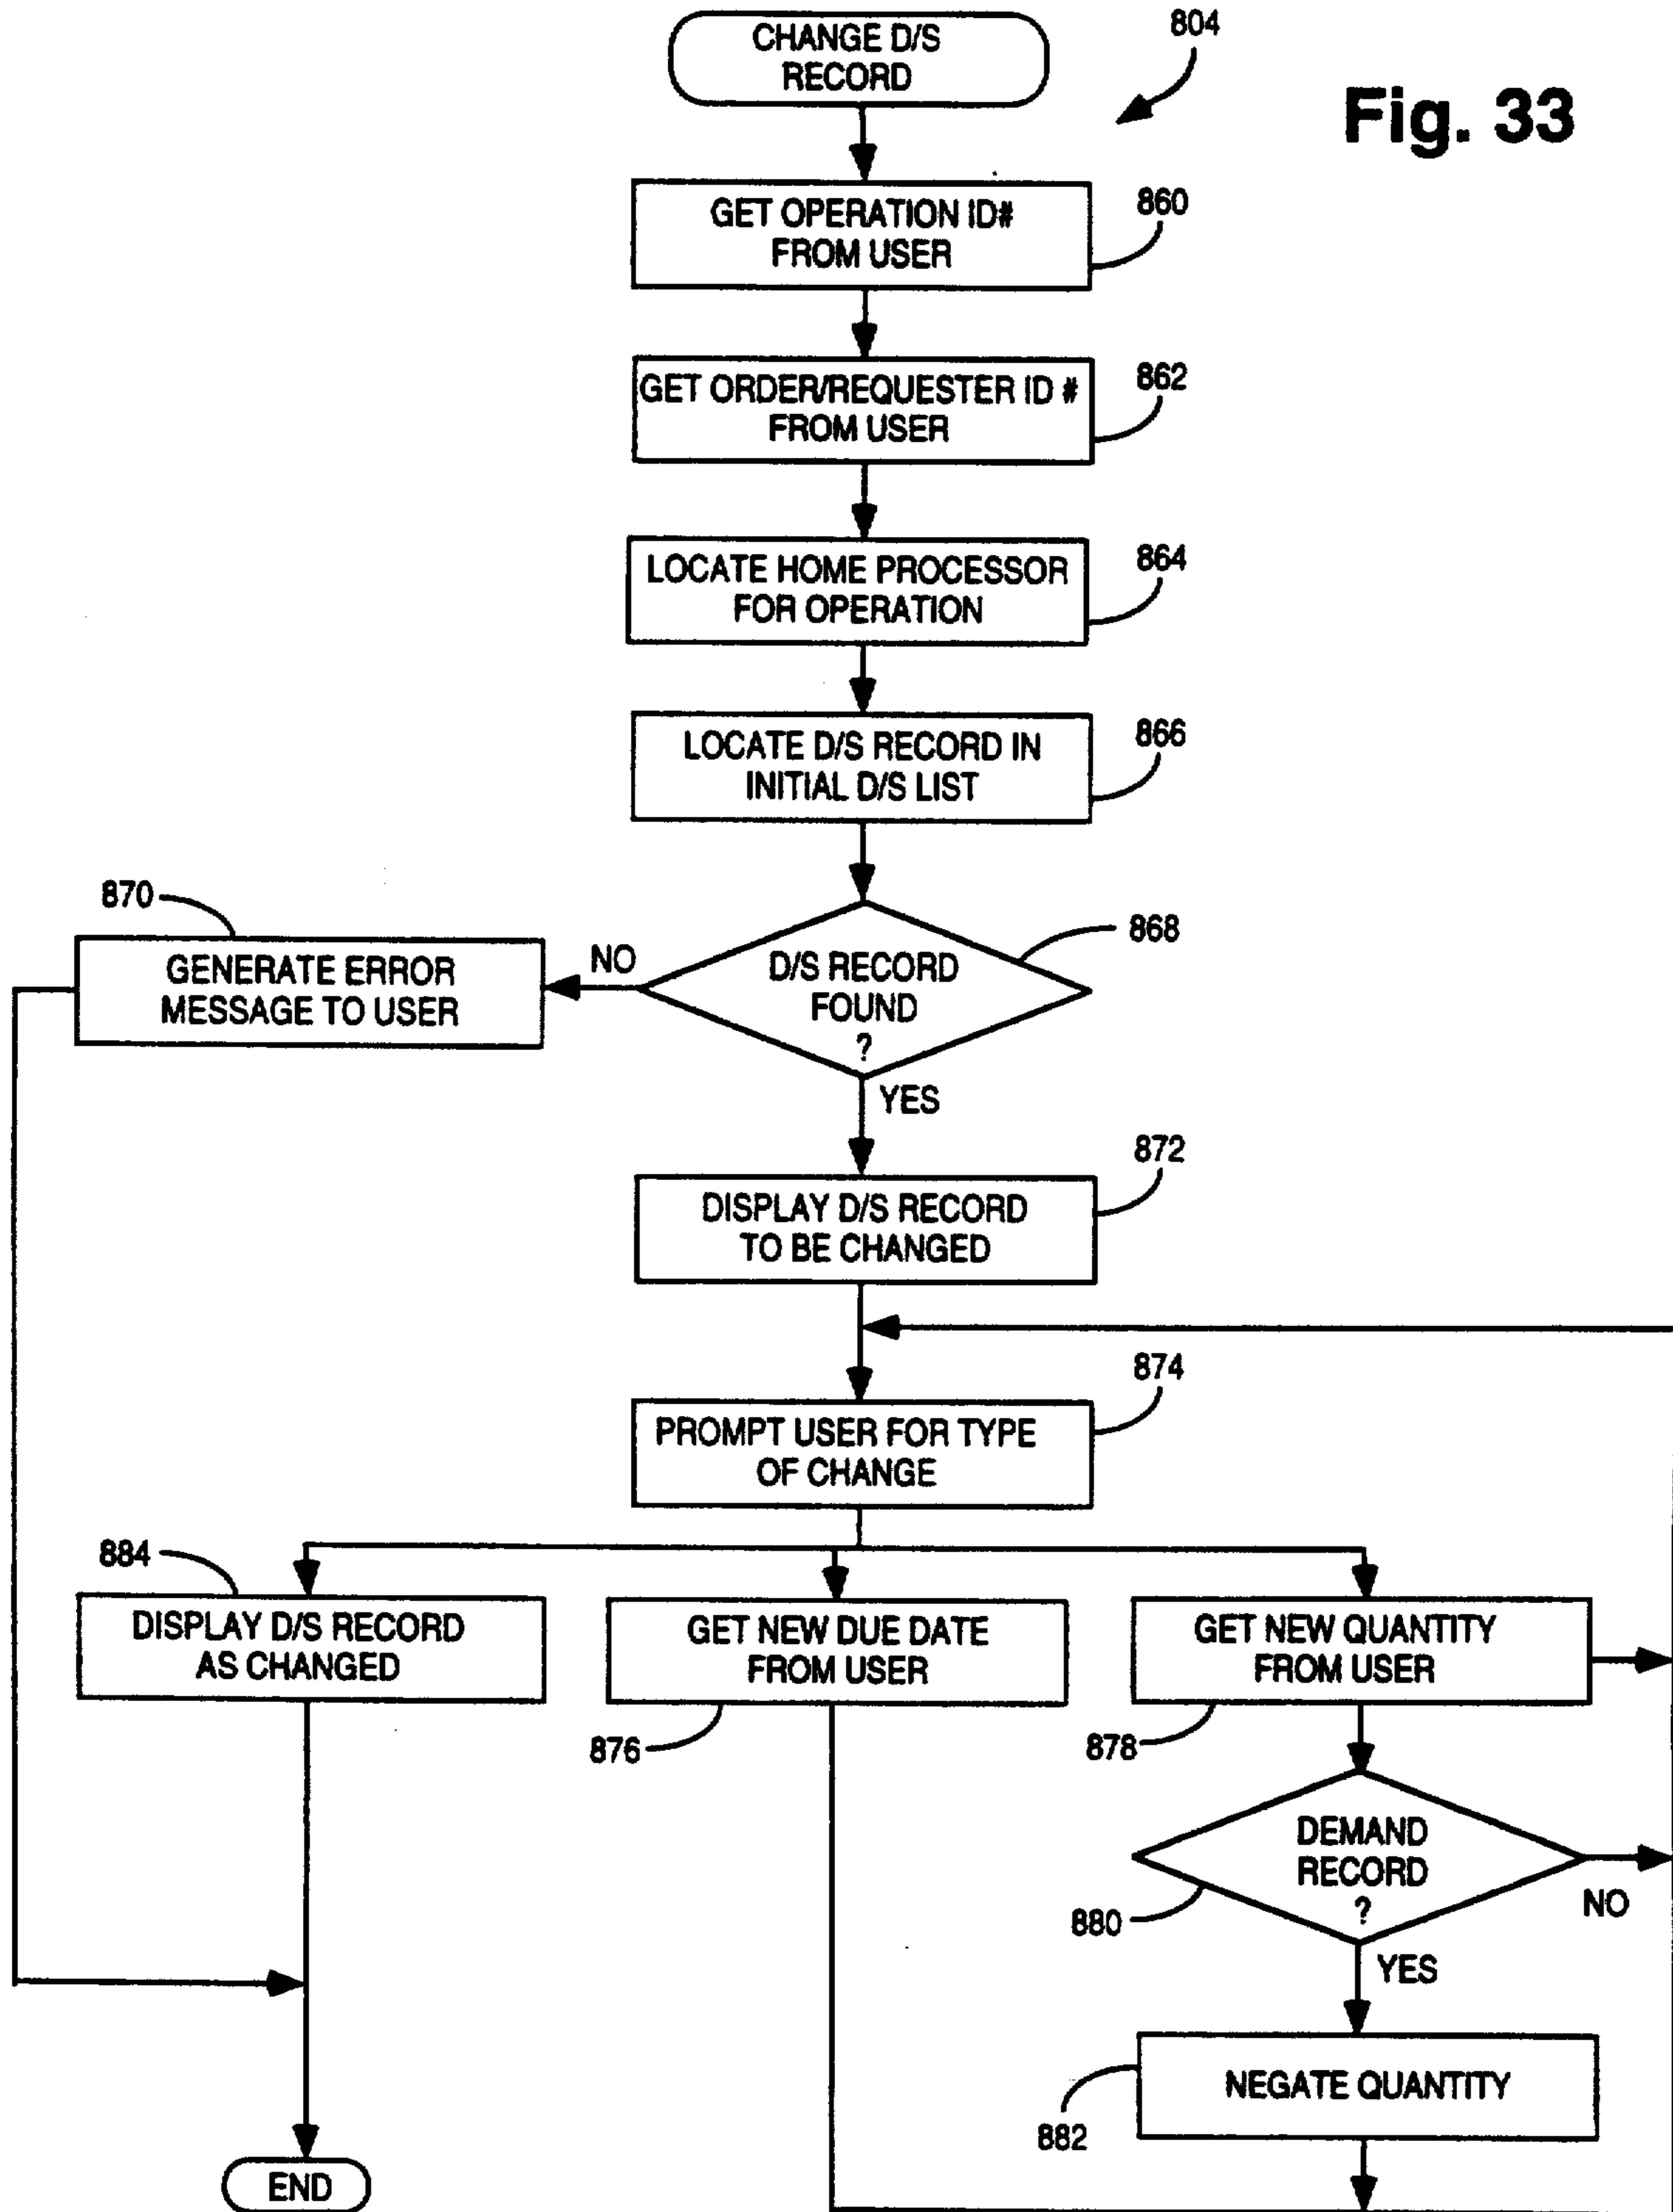 CHANGE D/S
RECORD
804
Fig. 33
GET OPERATION ID#
FROM USER
860
GET ORDER/REQUESTER ID #
FROM USER
862
LOCATE HOME PROCESSOR
FOR OPERATION
864
LOCATE D/S RECORD IN
INITIAL D/S LIST
866
870
GENERATE ERROR
MESSAGE TO USER
NO
D/S RECORD
FOUND
?
868
YES
872
DISPLAY D/S RECORD
TO BE CHANGED
874
PROMPT USER FOR TYPE
OF CHANGE
884
DISPLAY D/S RECORD
AS CHANGED
GET NEW DUE DATE
FROM USER
876
GET NEW QUANTITY
FROM USER
878
DEMAND
RECORD
?
880
NO
YES
NEGATE QUANTITY
882
END